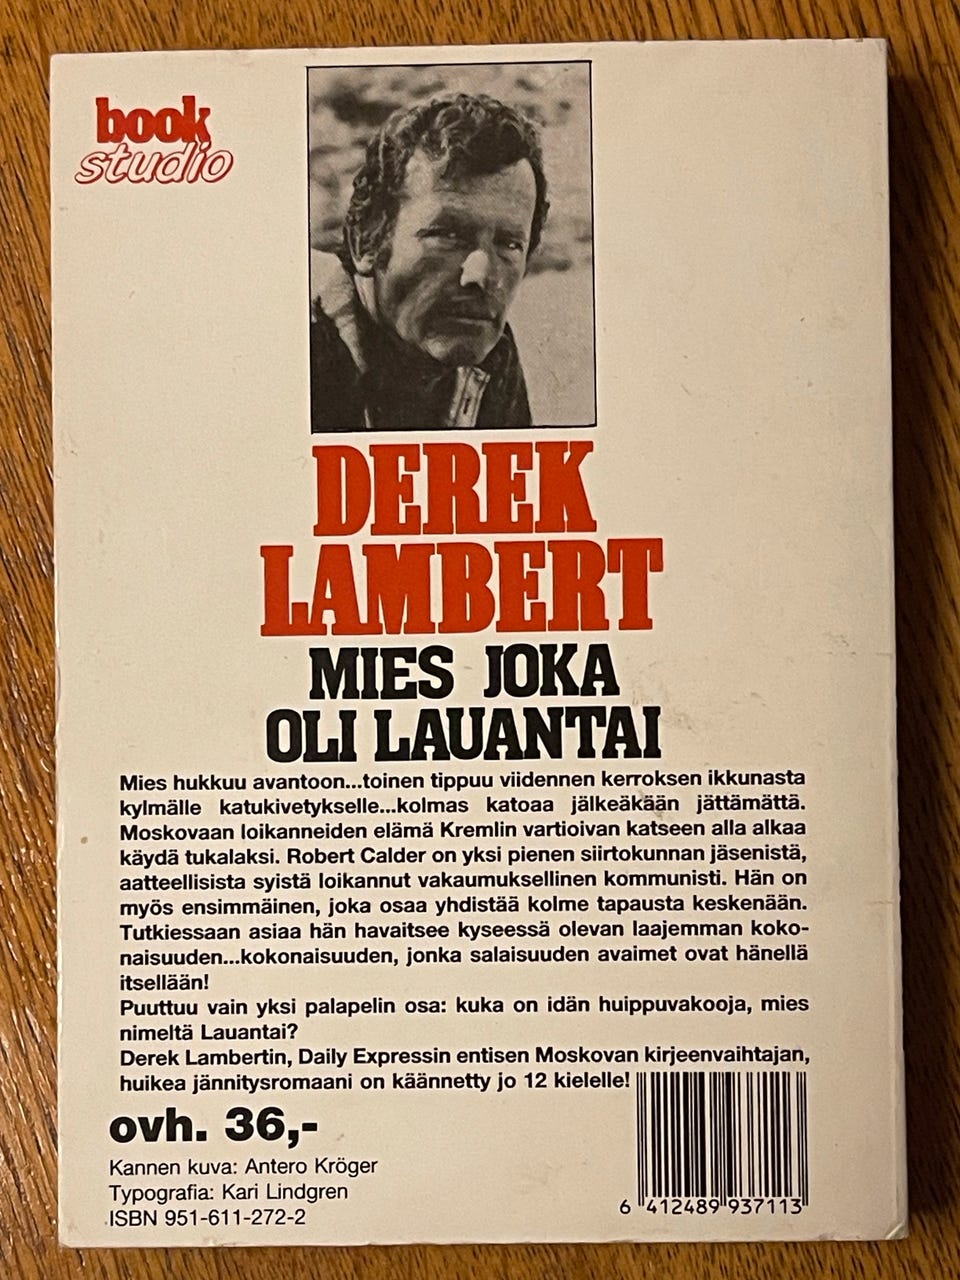 book
studio
DEREK
LAMBERT
MIES JOKA
OLI LAUANTAI
Mies hukkuu avantoon...toinen tippuu viidennen kerroksen ikkunasta
kylmälle katukivetykselle...kolmas katoaa jälkeäkään jättämättä.
Moskovaan loikanneiden elämä Kremlin vartioivan katseen alla alkaa
käydä tukalaksi. Robert Calder on yksi pienen siirtokunnan jäsenistä,
aatteellisista syistä loikannut vakaumuksellinen kommunisti. Hän on
myös ensimmäinen, joka osaa yhdistää kolme tapausta keskenään.
Tutkiessaan asiaa hän havaitsee kyseessä olevan laajemman koko-
naisuuden...kokonaisuuden, jonka salaisuuden avaimet ovat hänellä
itsellään!
Puuttuu vain yksi palapelin osa: kuka on idän huippuvakooja, mies
nimeltä Lauantai?
Derek Lambertin, Daily Expressin entisen Moskovan kirjeenvaihtajan,
huikea jännitysromaani on käännetty jo 12 kielelle!
ovh. 36,-
Kannen kuva: Antero Kröger
Typografia: Kari Lindgren
ISBN 951-611-272-2
6 412489 937113